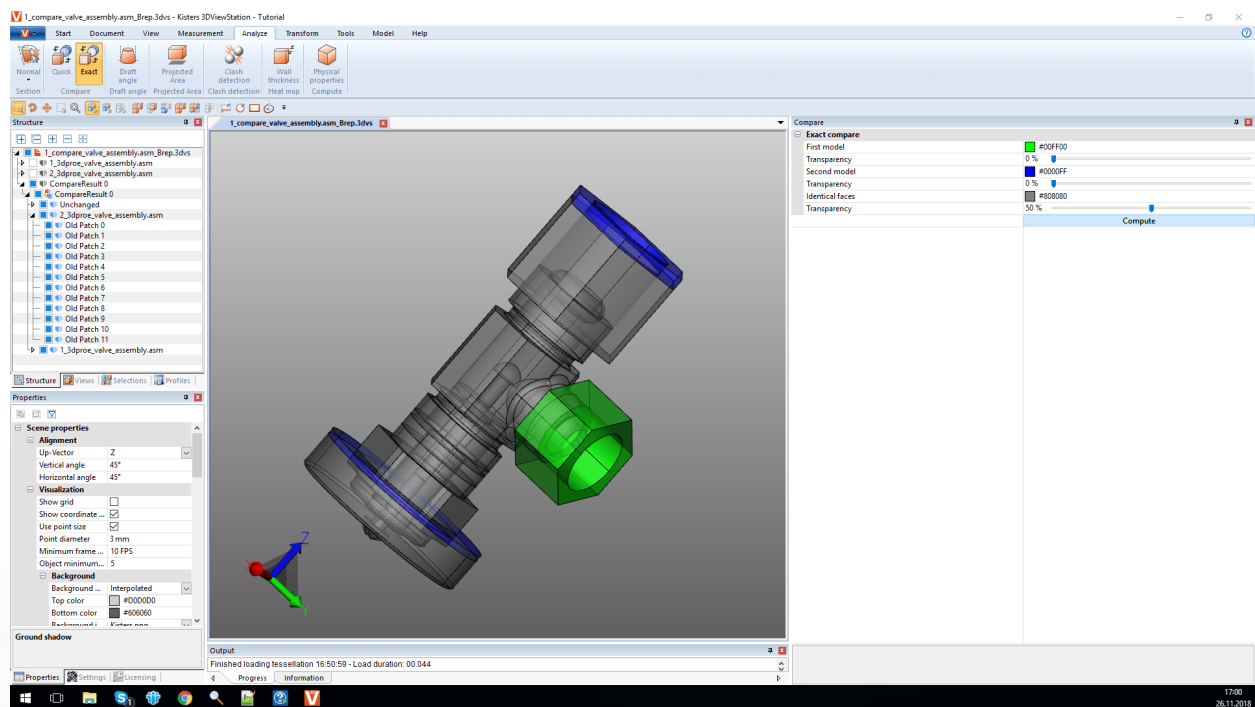 1_compare_valve_assembly.asm_Brep.3dvs - Kisters 3DViewStation - Tutorial
V Start Document View Measurement Analyze Transform Tools Model Help
Normal Quick Exact Draft angle Projected Area Clash detection Wall thickness Physical properties
Section Compare Draft angle Projected Area Clash detection Heat map Compute
Structure
1_compare_valve_assembly.asm_Brep.3dvs
1_compare_valve_assembly.asm_Brep.3dvs
1_3dproe_valve_assembly.asm
2_3dproe_valve_assembly.asm
CompareResult 0
CompareResult 0
Unchanged
2_3dproe_valve_assembly.asm
Old Patch 0
Old Patch 1
Old Patch 2
Old Patch 3
Old Patch 4
Old Patch 5
Old Patch 6
Old Patch 7
Old Patch 8
Old Patch 9
Old Patch 10
Old Patch 11
1_3dproe_valve_assembly.asm
Structure Views Selections Profiles
Properties
Scene properties
Alignment
Up-Vector Z
Vertical angle 45°
Horizontal angle 45°
Visualization
Show grid
Show coordinate ...
Use point size
Point diameter 3 mm
Minimum frame ... 10 FPS
Object minimum... 5
Background
Background ... Interpolated
Top color #D0D0D0
Bottom color #606060
Background i... Kisters.png
Ground shadow
Properties Settings Licensing
Z
Y
Output
Finished loading tessellation 16:50:59 - Load duration: 00.044
Progress Information
Compare
Exact compare
First model #00FF00
Transparency 0 %
Second model #0000FF
Transparency 0 %
Identical faces #808080
Transparency 50 %
Compute
17:00
26.11.2018